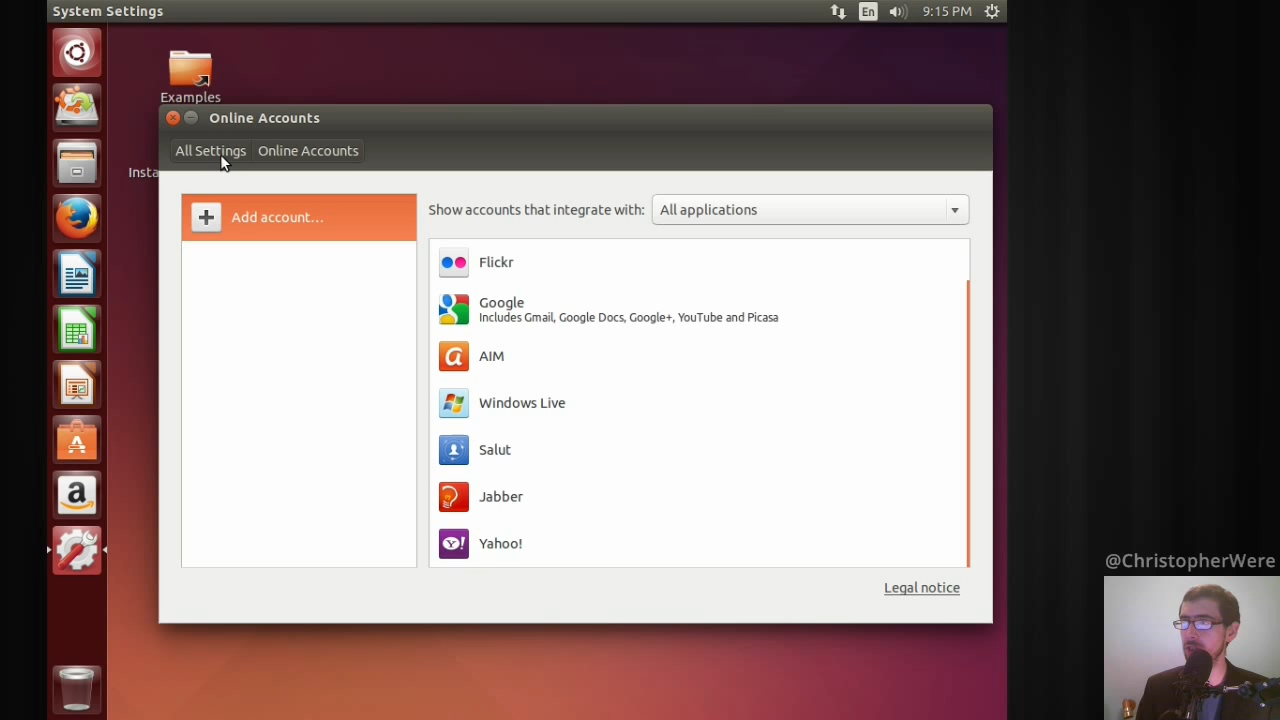 System Settings
En
9:15 PM
Examples
Online Accounts
All Settings
Online Accounts
Insta
Add account...
Show accounts that integrate with:
All applications
Flickr
Google
Includes Gmail, Google Docs, Google+, YouTube and Picasa
AIM
Windows Live
Salut
Jabber
Yahoo!
Legal notice
@ChristopherWere